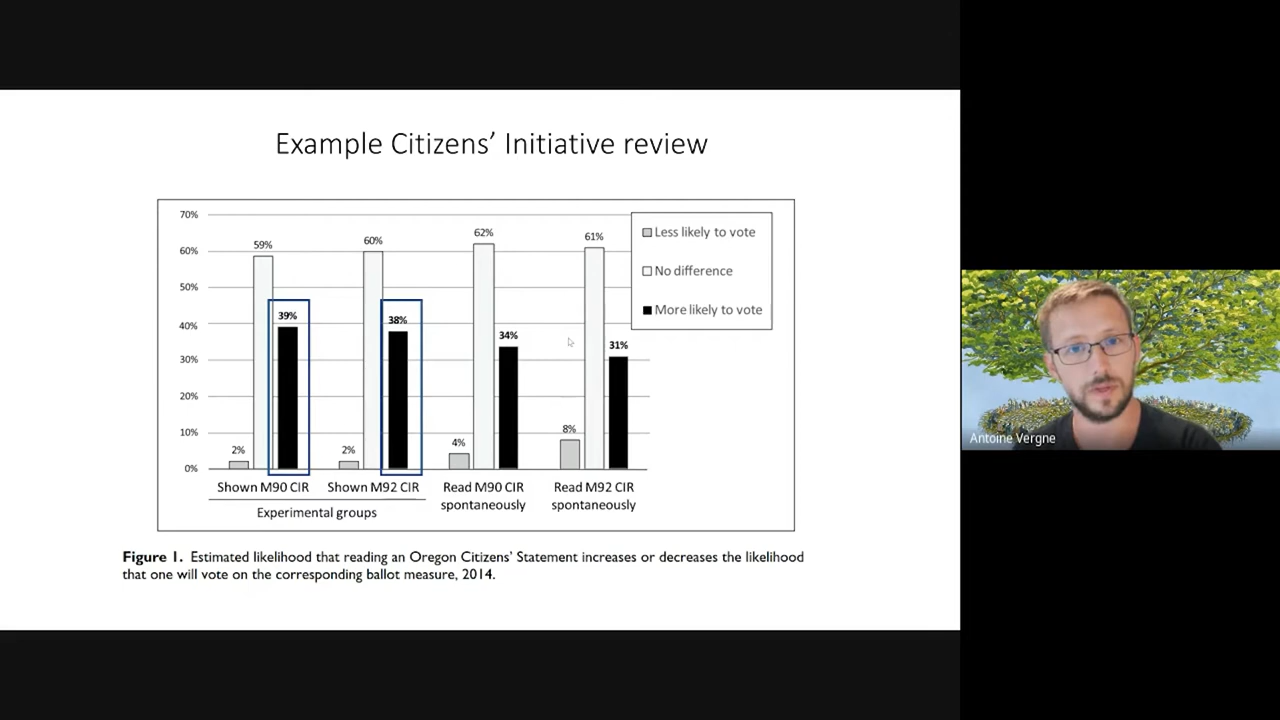 Example Citizens' Initiative review
70%
60%
50%
40%
30%
20%
10%
0%
2%
59%
39%
2%
60%
38%
4%
62%
34%
8%
61%
31%
Less likely to vote
No difference
More likely to vote
Shown M90 CIR
Shown M92 CIR
Read M90 CIR
spontaneously
Read M92 CIR
spontaneously
Experimental groups
Figure 1. Estimated likelihood that reading an Oregon Citizens' Statement increases or decreases the likelihood
that one will vote on the corresponding ballot measure, 2014.
Antoine Vergne